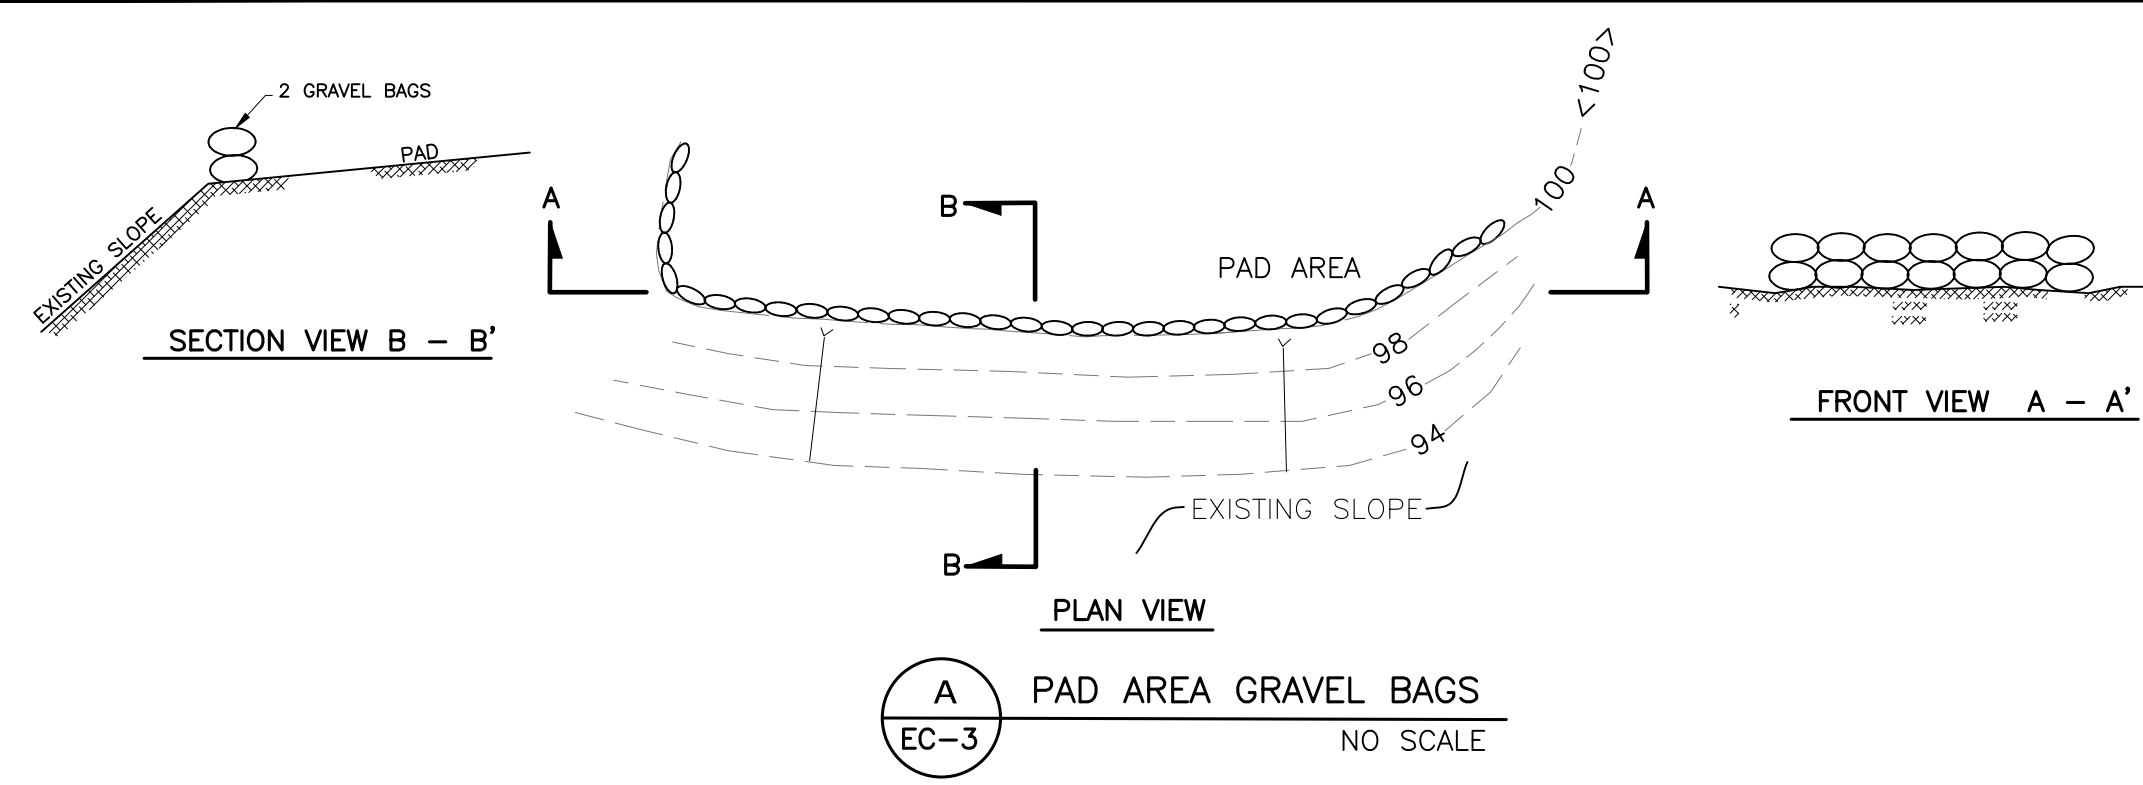 2 GRAVEL BAGS
PAD
EXISTING SLOPE
SECTION VIEW B – B'
A
B
PAD AREA
<100>
100
A
98
96
94
EXISTING SLOPE
B
PLAN VIEW
FRONT VIEW A – A'
A
EC–3
PAD AREA GRAVEL BAGS
NO SCALE